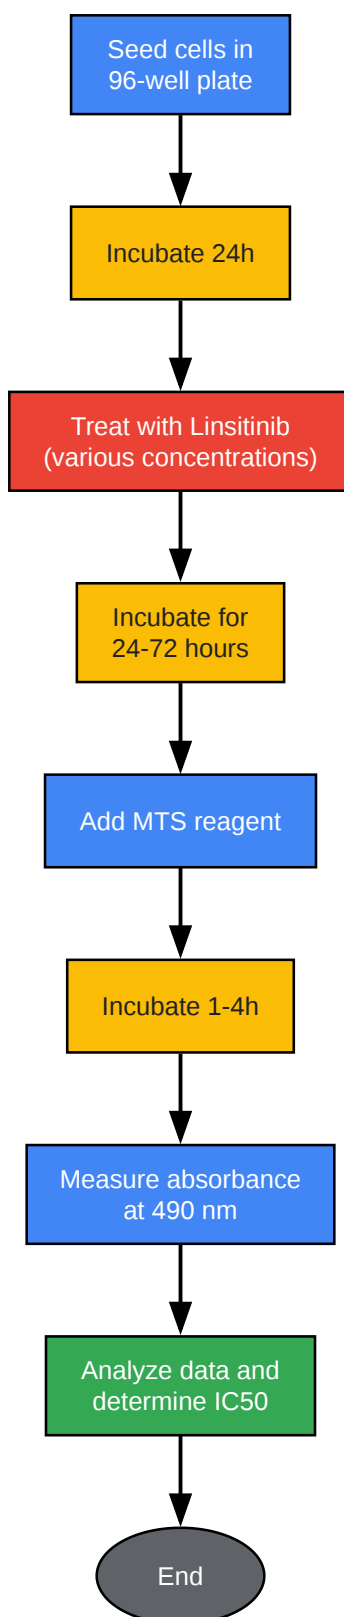 Seed cells in
96-well plate
Incubate 24h
Treat with Linsitinib
(various concentrations)
Incubate for
24-72 hours
Add MTS reagent
Incubate 1-4h
Measure absorbance
at 490 nm
Analyze data and
determine IC50
End